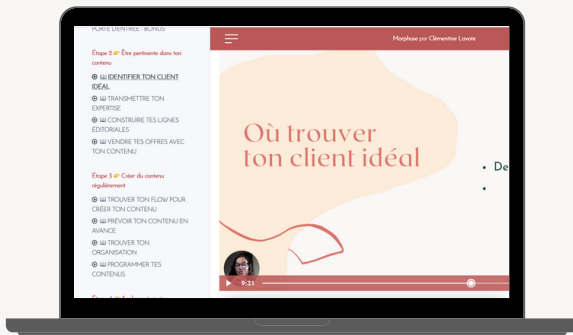 PORTE D'ENTRÉE - BONUS
Étape 2 👉 Être pertinente dans ton
contenu
IDENTIFIER TON CLIENT
IDÉAL
TRANSMETTRE TON
EXPERTISE
CONSTRUIRE TES LIGNES
ÉDITORIALES
VENDRE TES OFFRES AVEC
TON CONTENU
Étape 3 👉 Créer du contenu
régulièrement
TROUVER TON FLOW POUR
CRÉER TON CONTENU
PRÉVOIR TON CONTENU EN
AVANCE
TROUVER TON
ORGANISATION
PROGRAMMER TES
CONTENUS
Morphose par Clémentine Lavote
Où trouver
ton client idéal
• De
•
9:31